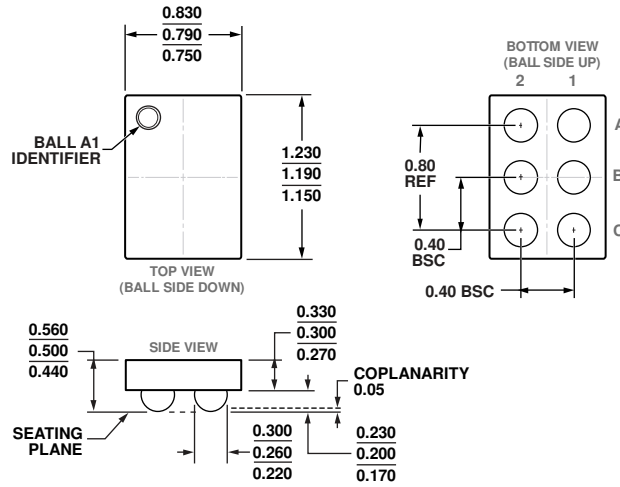 0.830
0.790
0.750
BALL A1
IDENTIFIER
1.230
1.190
1.150
TOP VIEW
(BALL SIDE DOWN)
BOTTOM VIEW
(BALL SIDE UP)
2 1
A
B
C
0.80
REF
0.40
BSC
0.40 BSC
0.560
0.500
0.440
SIDE VIEW
0.330
0.300
0.270
COPLANARITY
0.05
SEATING
PLANE
0.300
0.260
0.220
0.230
0.200
0.170